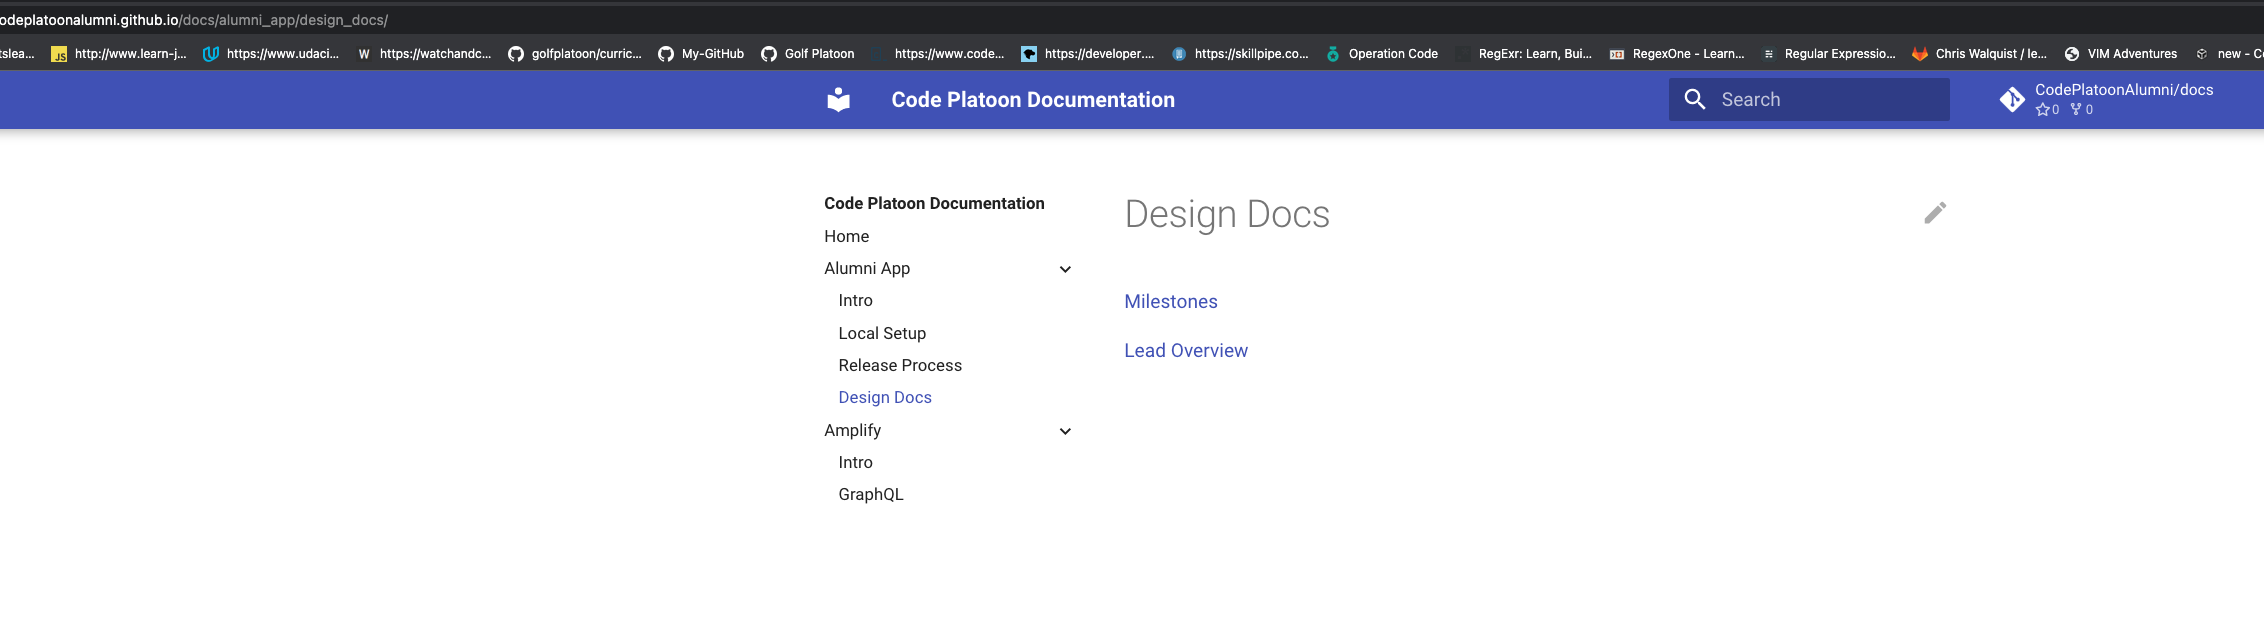 odeplatoonalumni.github.io/docs/alumni_app/design_docs/
tslea... JS http://www.learn-j... https://www.udaci... W https://watchandc... golfplatoon/curric... My-GitHub Golf Platoon https://www.code... https://developer.... https://skillpipe.co... Operation Code RegExr: Learn, Bui... RegexOne - Learn... Regular Expressio... Chris Walquist / le... VIM Adventures new - C
Code Platoon Documentation
Search
CodePlatoonAlumni/docs
0 0
Code Platoon Documentation
Home
Alumni App
Intro
Local Setup
Release Process
Design Docs
Amplify
Intro
GraphQL
Design Docs
Milestones
Lead Overview